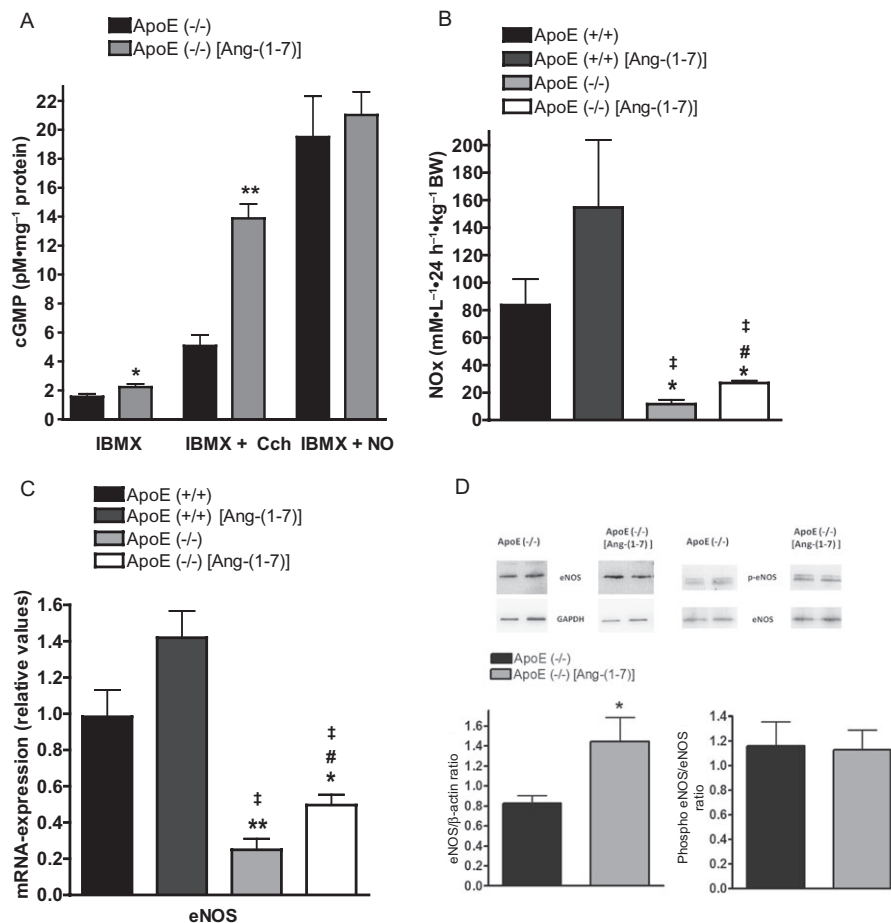 A
ApoE (-/-)
ApoE (-/-) [Ang-(1-7)]
cGMP (pM•mg⁻¹ protein)
22
20
18
16
14
12
10
8
6
4
2
0
*
**
IBMX
IBMX + Cch
IBMX + NO
B
ApoE (+/+)
ApoE (+/+) [Ang-(1-7)]
ApoE (-/-)
ApoE (-/-) [Ang-(1-7)]
NOx (mM•L⁻¹•24 h⁻¹•kg⁻¹ BW)
200
180
160
140
120
100
80
60
40
20
0
‡
*
‡
#
*
C
ApoE (+/+)
ApoE (+/+) [Ang-(1-7)]
ApoE (-/-)
ApoE (-/-) [Ang-(1-7)]
mRNA-expression (relative values)
1.6
1.4
1.2
1.0
0.8
0.6
0.4
0.2
0.0
‡
**
‡
#
*
eNOS
D
ApoE (-/-)
ApoE (-/-)
[Ang-(1-7)]
ApoE (-/-)
ApoE (-/-)
[Ang-(1-7)]
eNOS
p-eNOS
GAPDH
eNOS
ApoE (-/-)
ApoE (-/-) [Ang-(1-7)]
eNOS/β-actin ratio
1.6
1.4
1.2
1.0
0.8
0.6
0.4
0.2
0.0
*
Phospho eNOS/eNOS
ratio
1.4
1.2
1.0
0.8
0.6
0.4
0.2
0.0